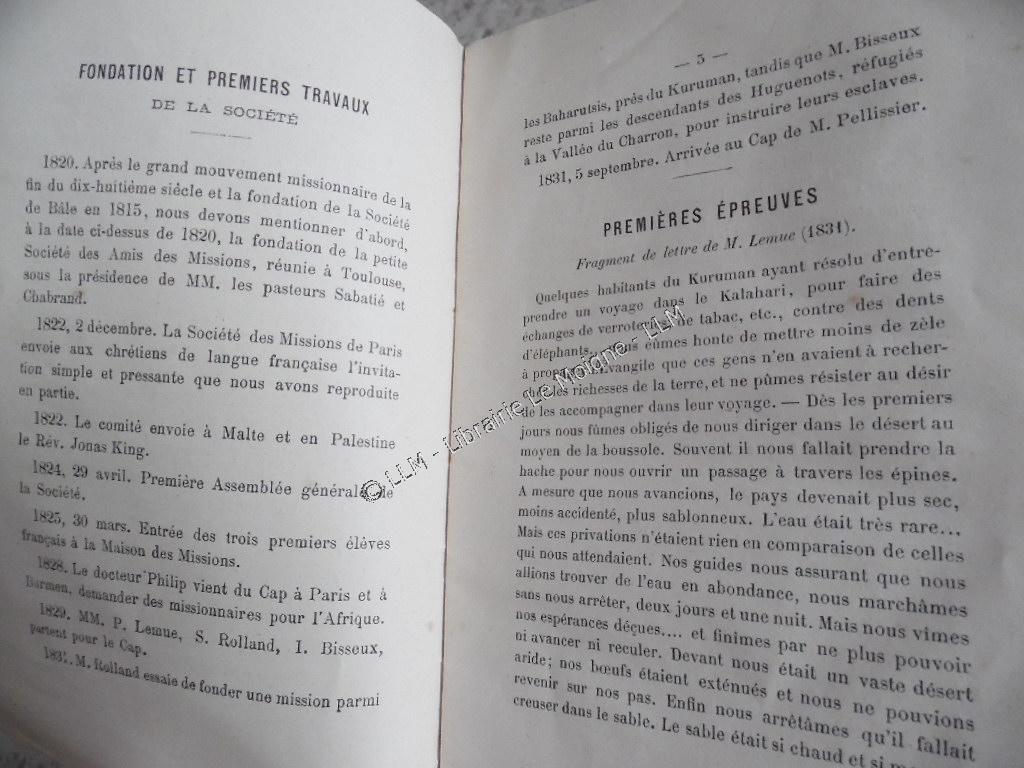 FONDATION ET PREMIERS TRAVAUX
DE LA SOCIÉTÉ
1820. Après le grand mouvement missionnaire de la
fin du dix-huitième siècle et la fondation de la Société
de Bâle en 1815, nous devons mentionner d'abord,
à la date ci-dessus de 1820, la fondation de la petite
Société des Amis des Missions, réunie à Toulouse,
sous la présidence de MM. les pasteurs Sabatié et
Chabrand.
1822, 2 décembre. La Société des Missions de Paris
envoie aux chrétiens de langue française l'invita-
tion simple et pressante que nous avons reproduite
en partie.
1822. Le comité envoie à Malte et en Palestine
le Rév. Jonas King.
1824, 29 avril. Première Assemblée générale de
la Société.
1825, 30 mars. Entrée des trois premiers élèves
français à la Maison des Missions.
1828. Le docteur Philip vient du Cap à Paris et à
Barmen, demander des missionnaires pour l'Afrique.
1829. MM. P. Lemue, S. Rolland, I. Bisseux,
partent pour le Cap.
1831. M. Rolland essaie de fonder une mission parmi
— 5 —
les Baharutsis, près du Kuruman, tandis que M. Bisseux
reste parmi les descendants des Huguenots, réfugiés
à la Vallée du Charron, pour instruire leurs esclaves.
1831, 5 septembre. Arrivée au Cap de M. Pellissier.
PREMIÈRES ÉPREUVES
Fragment de lettre de M. Lemue (1831).
Quelques habitants du Kuruman ayant résolu d'entre-
prendre un voyage dans le Kalahari, pour faire des
échanges de verroterie, de tabac, etc., contre des dents
d'éléphants, nous eûmes honte de mettre moins de zèle
à propager l'Evangile que ces gens n'en avaient à recher-
cher les richesses de la terre, et ne pûmes résister au désir
de les accompagner dans leur voyage. — Dès les premiers
jours nous fûmes obligés de nous diriger dans le désert au
moyen de la boussole. Souvent il nous fallait prendre la
hache pour nous ouvrir un passage à travers les épines.
A mesure que nous avancions, le pays devenait plus sec,
moins accidenté, plus sablonneux. L'eau était très rare...
Mais ces privations n'étaient rien en comparaison de celles
qui nous attendaient. Nos guides nous assurant que nous
allions trouver de l'eau en abondance, nous marchâmes
sans nous arrêter, deux jours et une nuit. Mais nous vîmes
nos espérances déçues.... et finîmes par ne plus pouvoir
ni avancer ni reculer. Devant nous était un vaste désert
aride; nos bœufs étaient exténués et nous ne pouvions
revenir sur nos pas. Enfin nous arrêtâmes qu'il fallait
creuser dans le sable. Le sable était si chaud et si
© LLM - Librairie Le Moigne - LLM